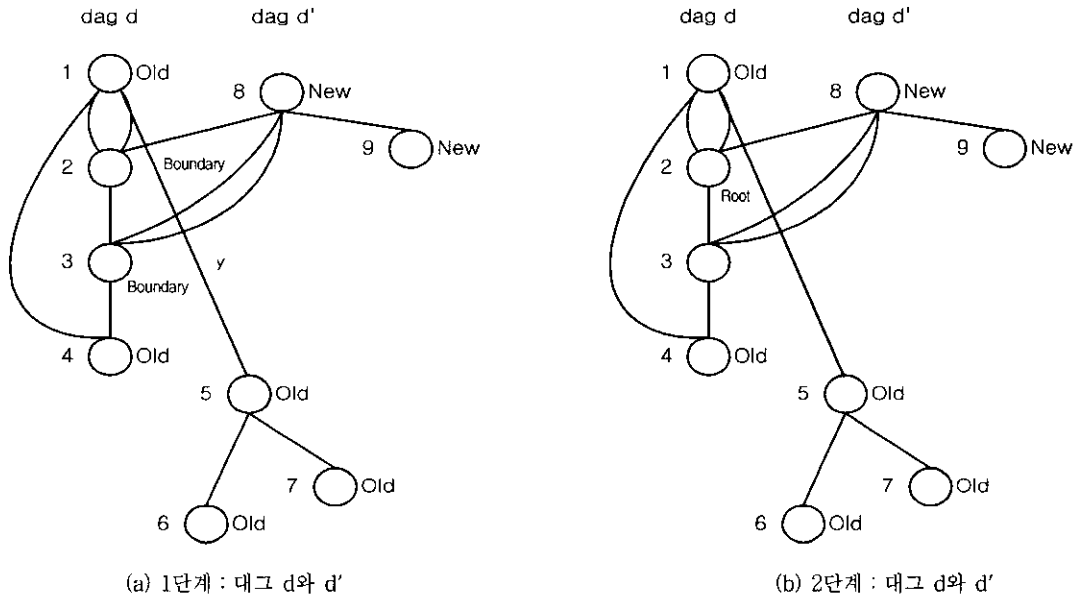 dag d dag d'
1 Old
8 New
9 New
2 Boundary
3 Boundary
y
4 Old
5 Old
7 Old
6 Old
(a) 1단계 : 대그 d와 d′
dag d dag d'
1 Old
8 New
9 New
2 Root
3
4 Old
5 Old
7 Old
6 Old
(b) 2단계 : 대그 d와 d′